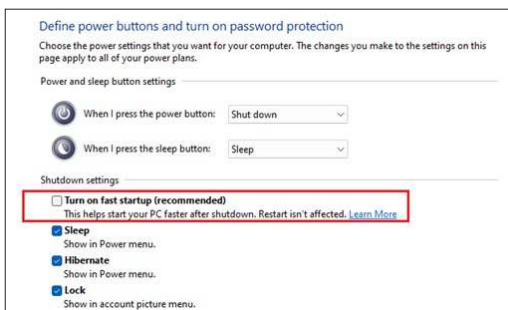 Define power buttons and turn on password protection
Choose the power settings that you want for your computer. The changes you make to the settings on this
page apply to all of your power plans.
Power and sleep button settings
When I press the power button: Shut down
When I press the sleep button: Sleep
Shutdown settings
Turn on fast startup (recommended)
This helps start your PC faster after shutdown. Restart isn't affected. Learn More
Sleep
Show in Power menu.
Hibernate
Show in Power menu.
Lock
Show in account picture menu.